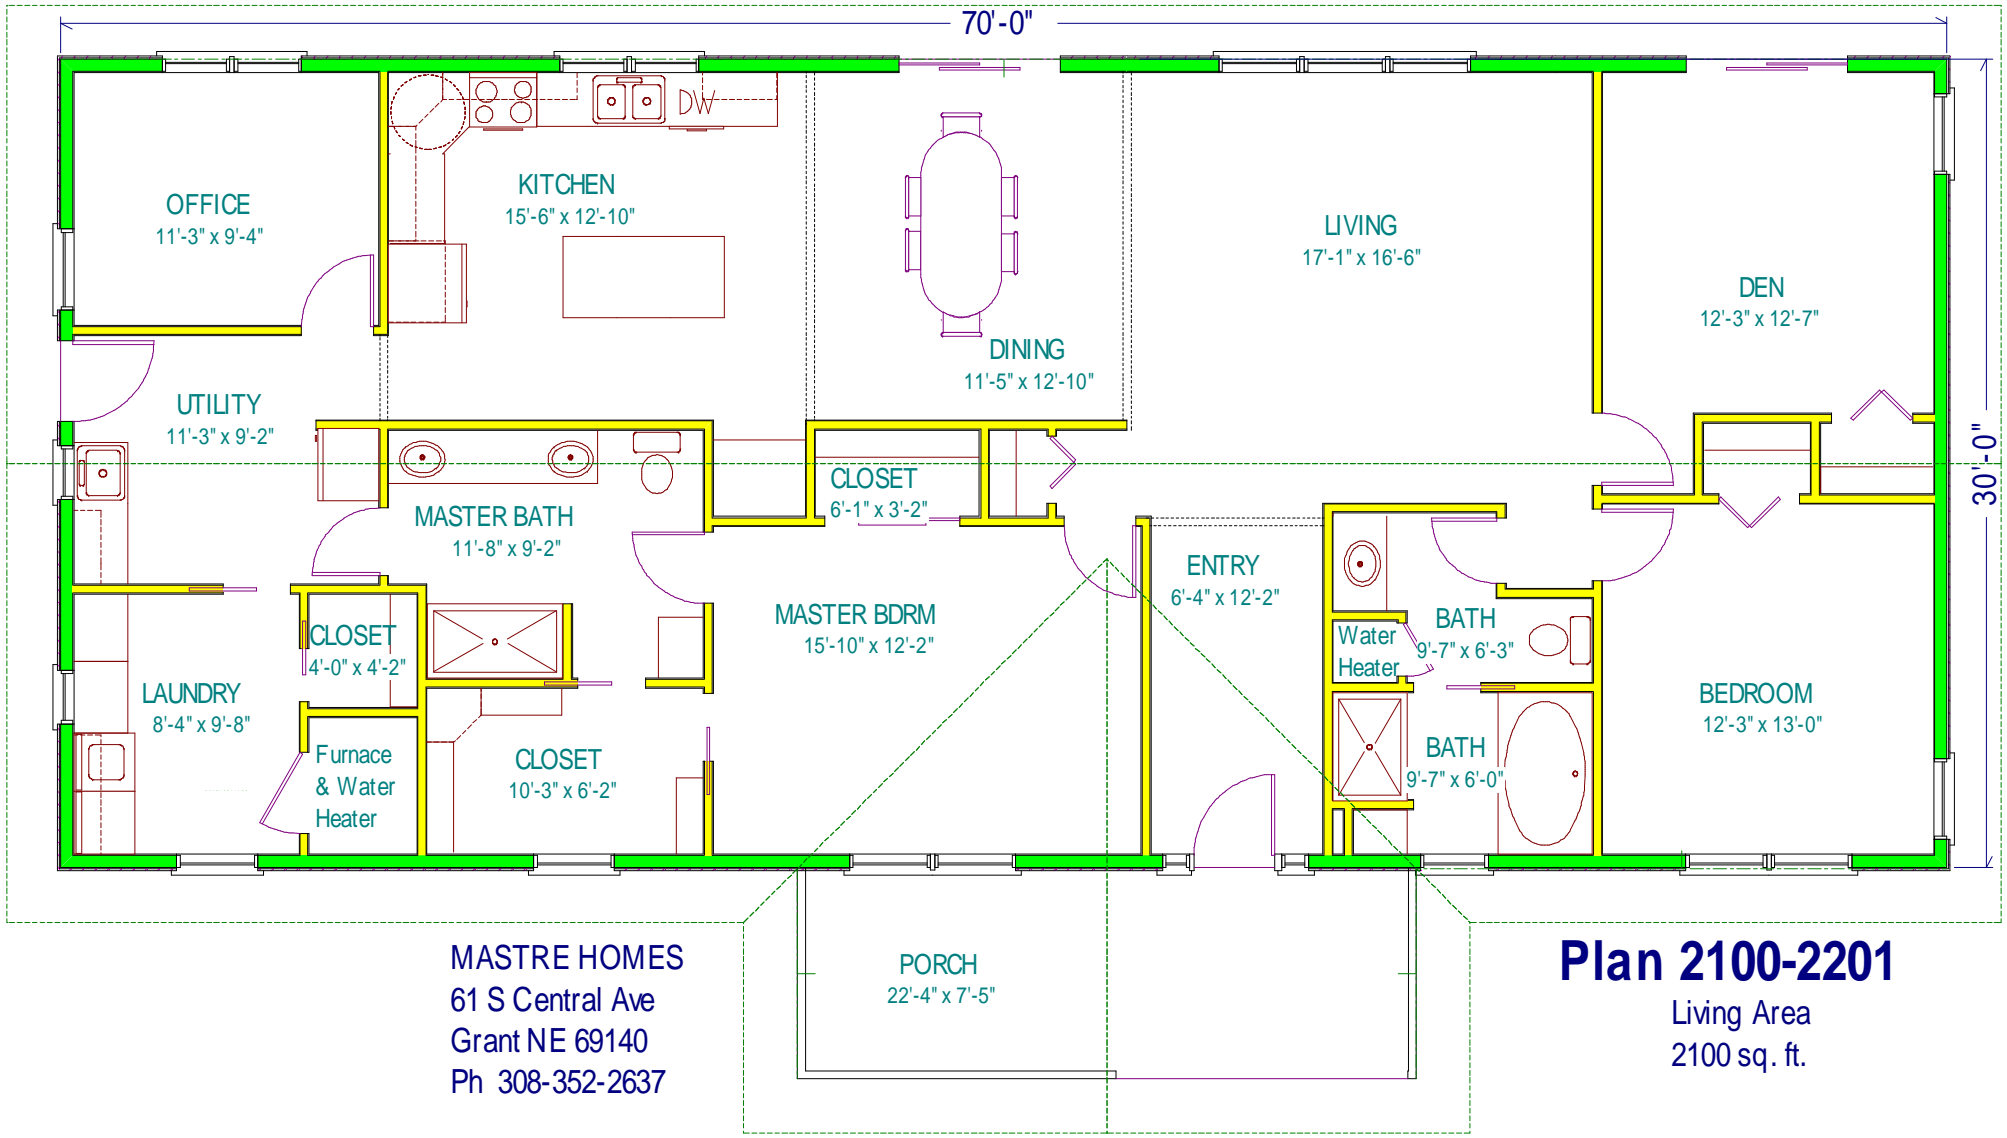 70'-0"
OFFICE
11'-3" x 9'-4"
KITCHEN
15'-6" x 12'-10"
DW
DINING
11'-5" x 12'-10"
LIVING
17'-1" x 16'-6"
DEN
12'-3" x 12'-7"
30'-0"
UTILITY
11'-3" x 9'-2"
MASTER BATH
11'-8" x 9'-2"
CLOSET
6'-1" x 3'-2"
MASTER BDRM
15'-10" x 12'-2"
ENTRY
6'-4" x 12'-2"
BATH
9'-7" x 6'-3"
Water
Heater
BATH
9'-7" x 6'-0"
BEDROOM
12'-3" x 13'-0"
CLOSET
4'-0" x 4'-2"
LAUNDRY
8'-4" x 9'-8"
Furnace
& Water
Heater
CLOSET
10'-3" x 6'-2"
PORCH
22'-4" x 7'-5"
MASTRE HOMES
61 S Central Ave
Grant NE 69140
Ph 308-352-2637
Plan 2100-2201
Living Area
2100 sq. ft.